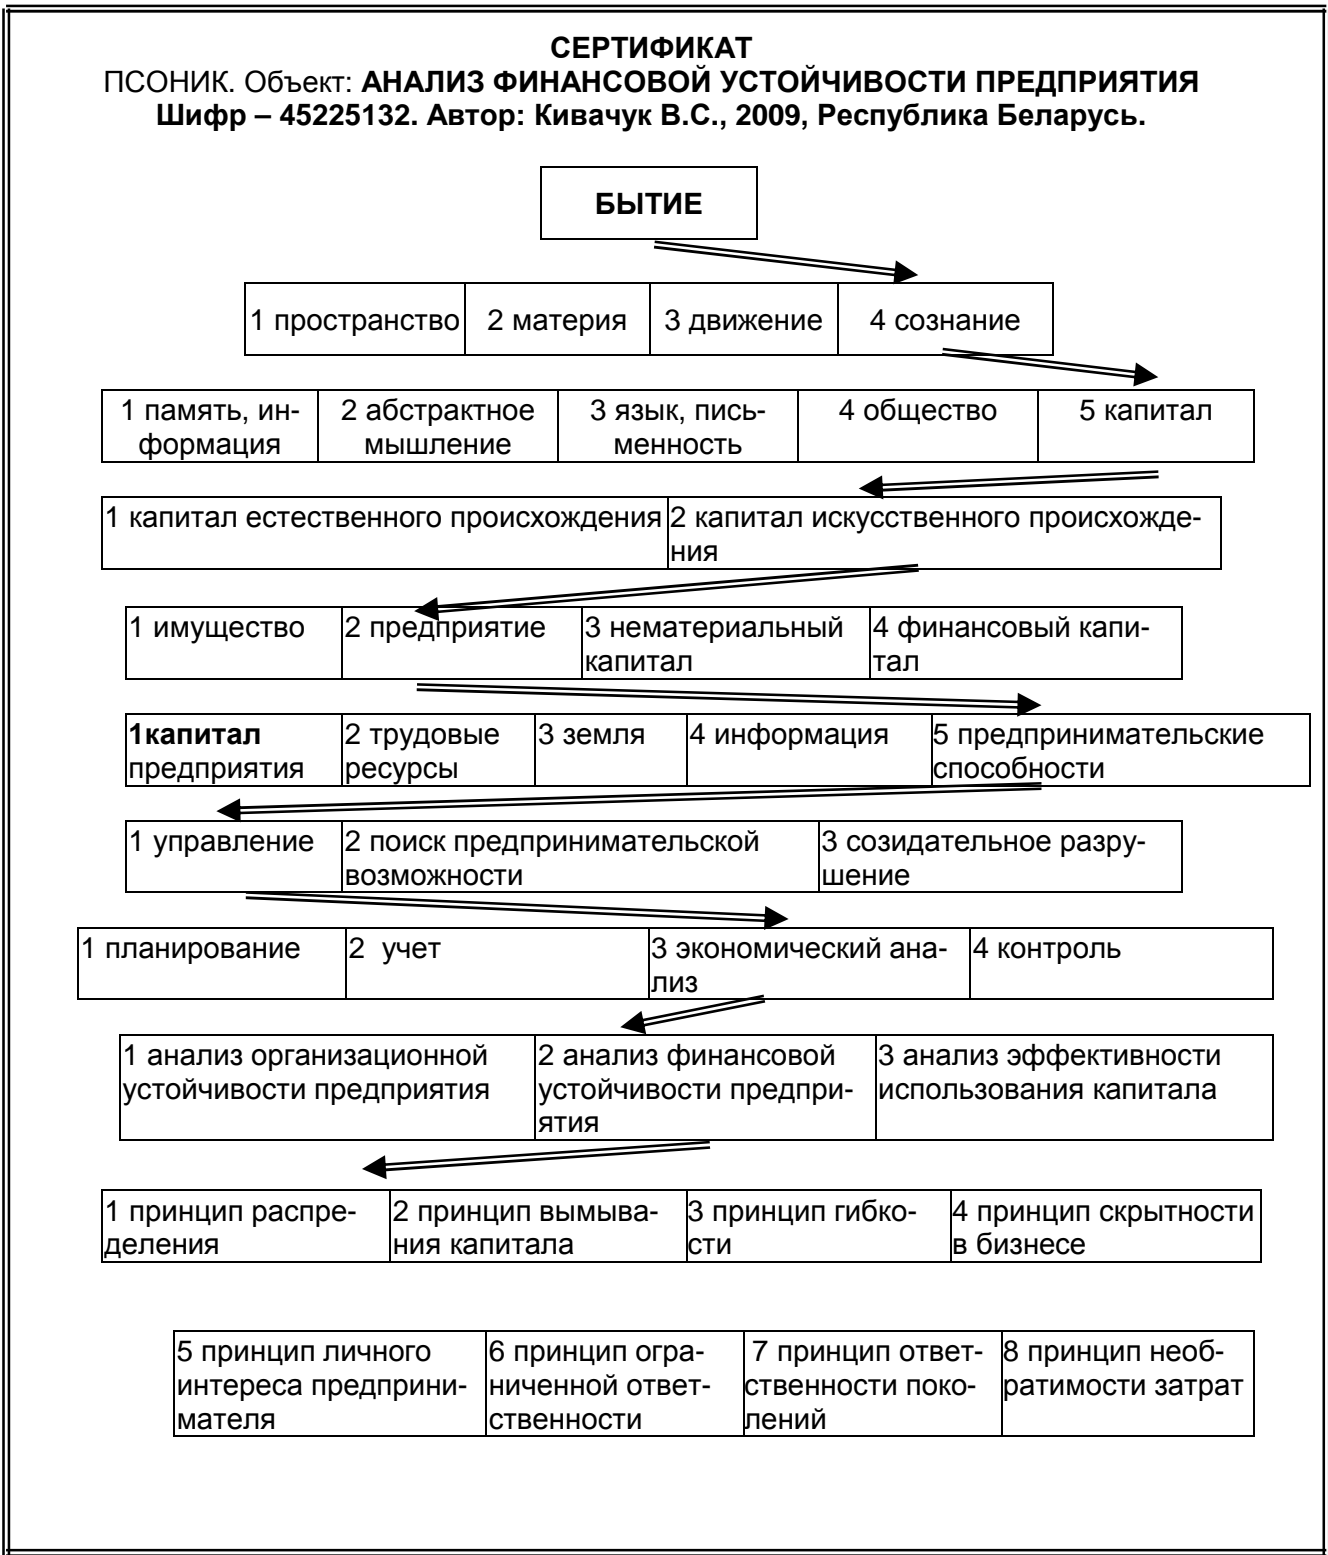 СЕРТИФИКАТ
ПСОНИК. Объект: АНАЛИЗ ФИНАНСОВОЙ УСТОЙЧИВОСТИ ПРЕДПРИЯТИЯ
Шифр – 45225132. Автор: Кивачук В.С., 2009, Республика Беларусь.
БЫТИЕ
1 пространство
2 материя
3 движение
4 сознание
1 память, ин-
формация
2 абстрактное
мышление
3 язык, пись-
менность
4 общество
5 капитал
1 капитал естественного происхождения
2 капитал искусственного происхожде-
ния
1 имущество
2 предприятие
3 нематериальный
капитал
4 финансовый капи-
тал
1капитал
предприятия
2 трудовые
ресурсы
3 земля
4 информация
5 предпринимательские
способности
1 управление
2 поиск предпринимательской
возможности
3 созидательное разру-
шение
1 планирование
2 учет
3 экономический ана-
лиз
4 контроль
1 анализ организационной
устойчивости предприятия
2 анализ финансовой
устойчивости предпри-
ятия
3 анализ эффективности
использования капитала
1 принцип распре-
деления
2 принцип вымыва-
ния капитала
3 принцип гибко-
сти
4 принцип скрытности
в бизнесе
5 принцип личного
интереса предприни-
мателя
6 принцип огра-
ниченной ответ-
ственности
7 принцип ответ-
ственности поко-
лений
8 принцип необ-
ратимости затрат